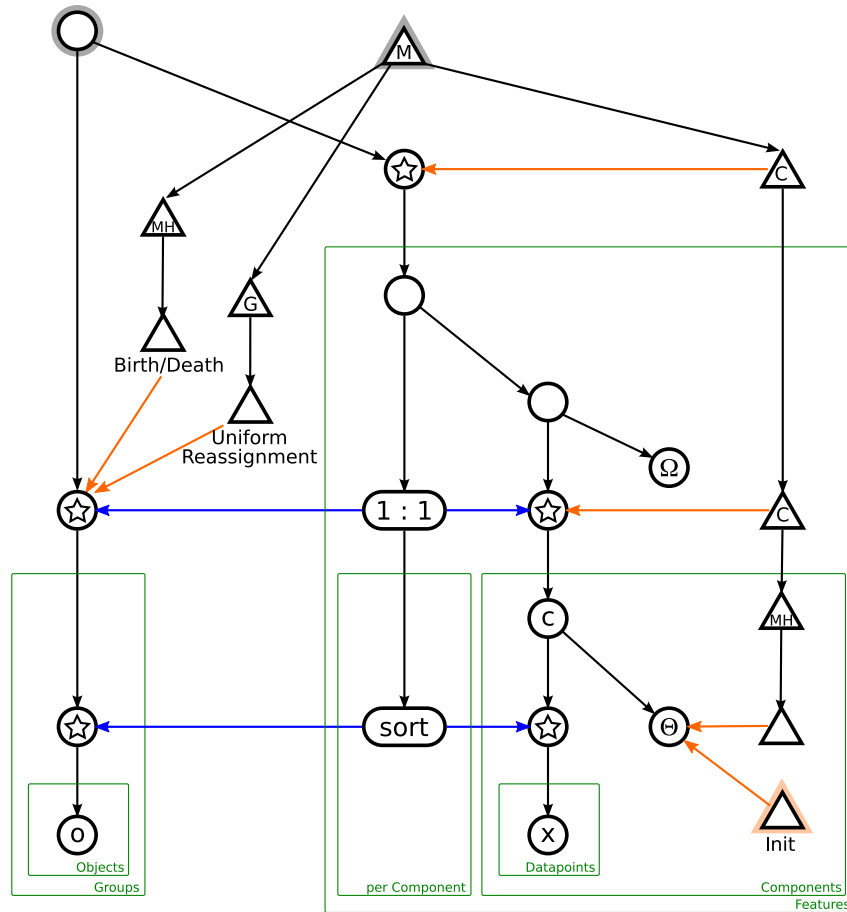 M
C
MH
G
Birth/Death
Uniform
Reassignment
Ω
1 : 1
C
C
MH
sort
Θ
o
x
Init
Objects
Datapoints
Groups
per Component
Components
Features